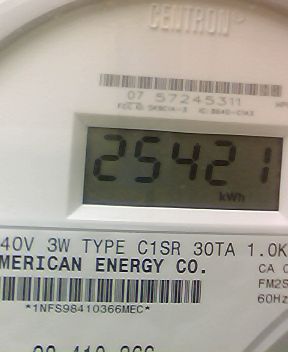 CENTRON
07 57245311
25421
kWh
40V 3W TYPE C1SR 30TA 1.0K
MERICAN ENERGY CO.
CA
FM2S
60Hz
*1NFS98410366MEC*